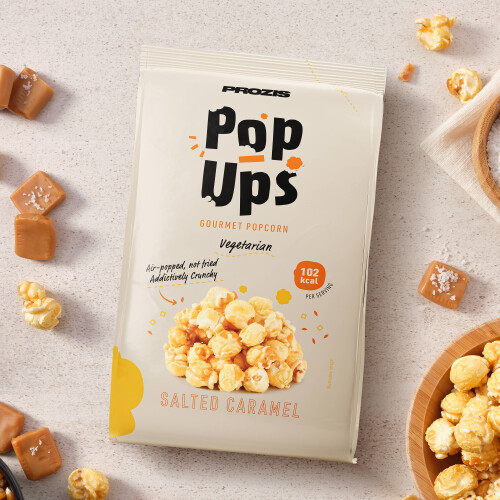 PROZIS
Pop
Ups
GOURMET POPCORN
Vegetarian
Air-popped, not fried
Addictively Crunchy
102
kcal
PER SERVING
SALTED CARAMEL